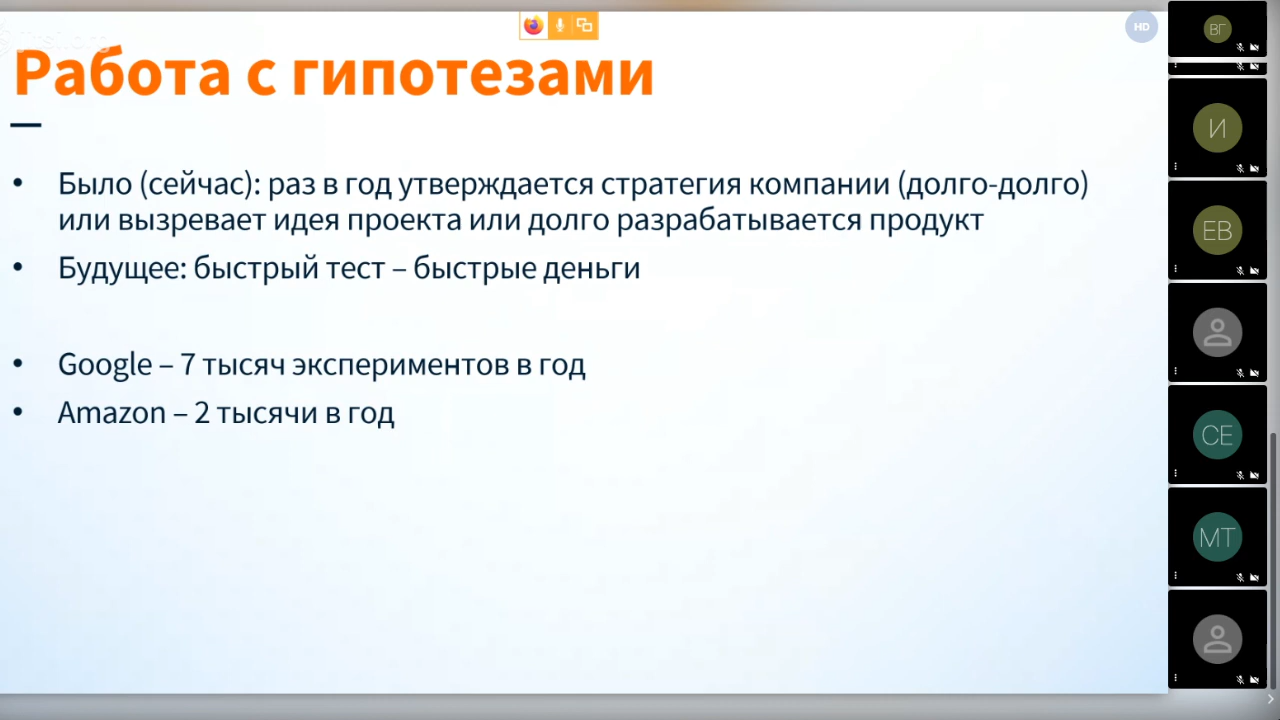 Работа с гипотезами
• Было (сейчас): раз в год утверждается стратегия компании (долго-долго)
или вызревает идея проекта или долго разрабатывается продукт
• Будущее: быстрый тест – быстрые деньги
• Google – 7 тысяч экспериментов в год
• Amazon – 2 тысячи в год
HD
ВГ
И
ЕВ
СЕ
МТ